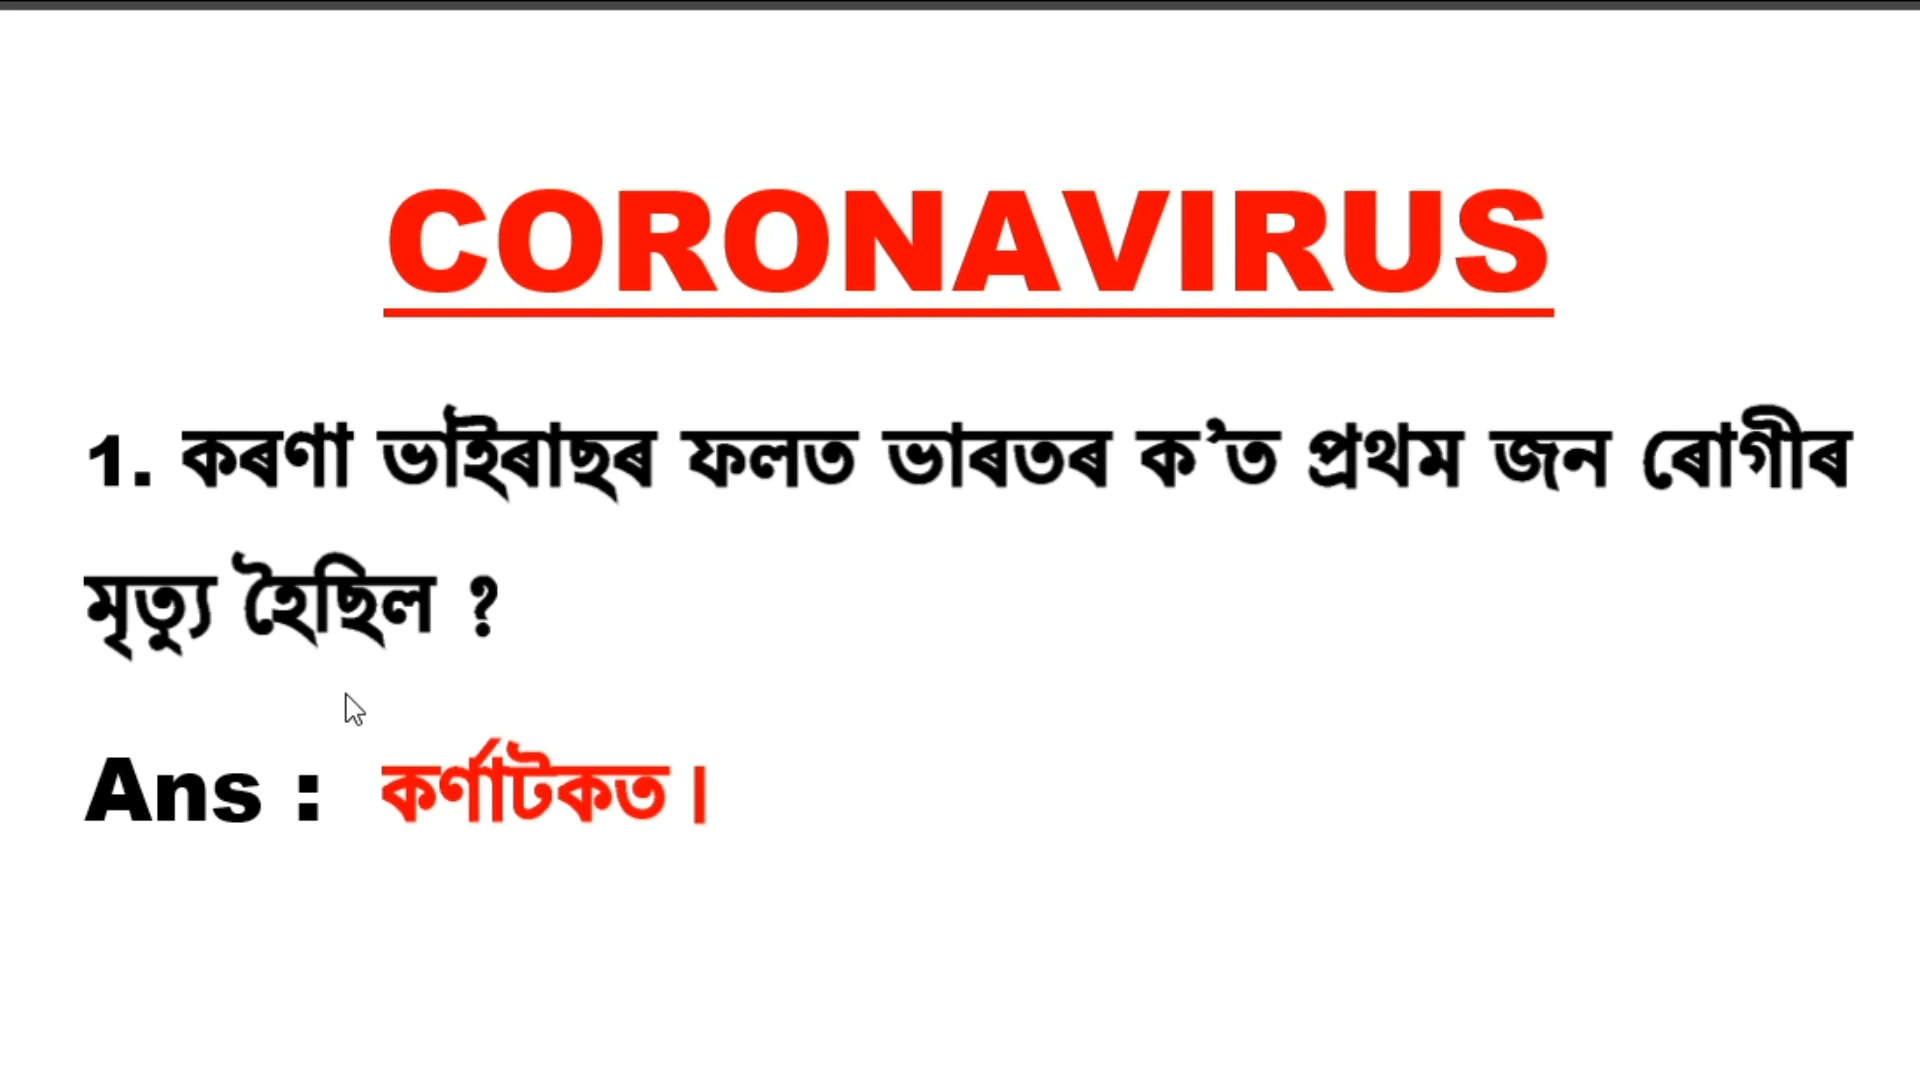 CORONAVIRUS
1. কৰণা ভাইৰাছৰ ফলত ভাৰতৰ ক'ত প্ৰথম জন ৰোগীৰ
মৃত্যু হৈছিল ?
Ans : কৰ্ণাটকত।